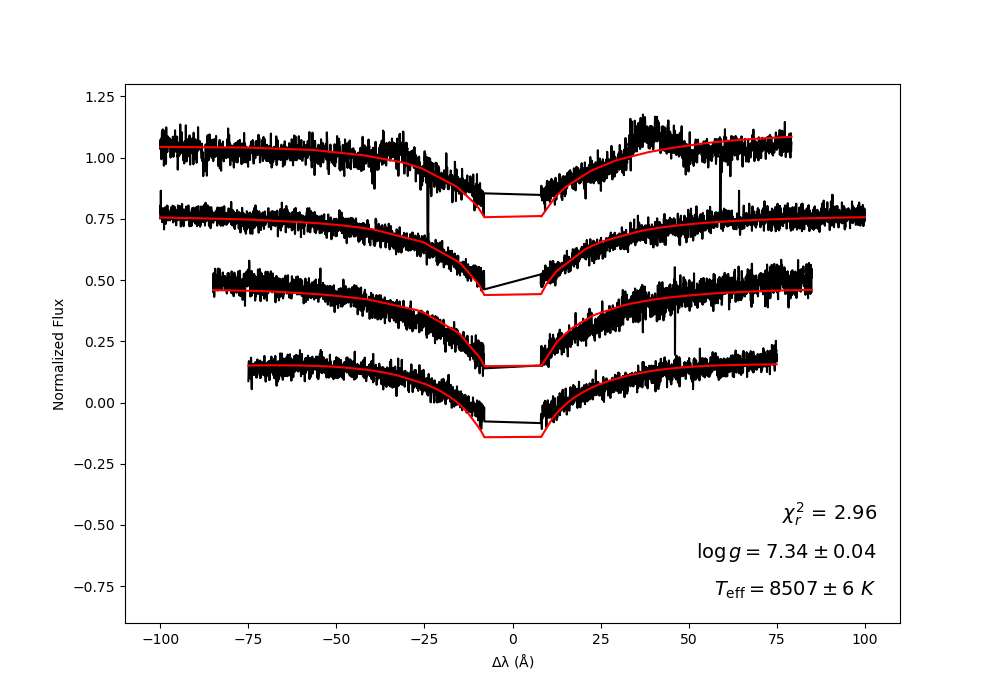 1.25
1.00
0.75
0.50
0.25
0.00
−0.25
−0.50
−0.75
Normalized Flux
χ²ᵣ = 2.96
log g = 7.34 ± 0.04
T_eff = 8507 ± 6 K
−100 −75 −50 −25 0 25 50 75 100
Δλ (Å)